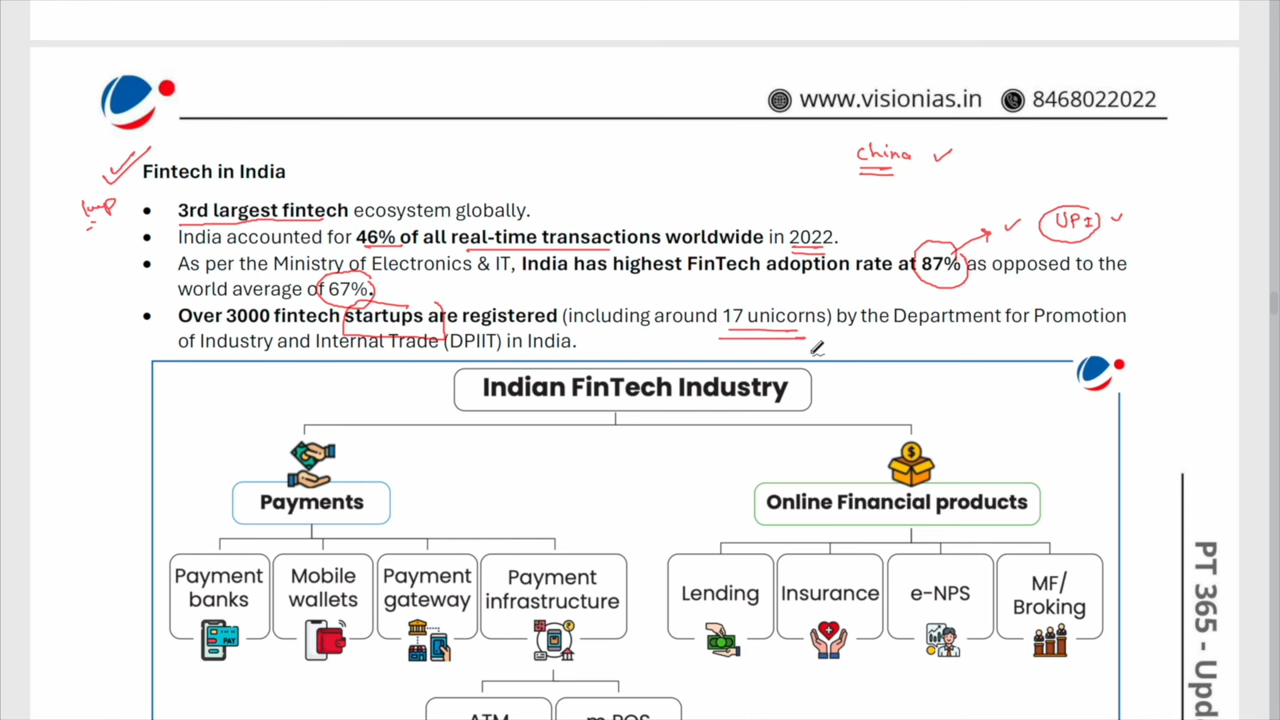 www.visionias.in 8468022022
china
Fintech in India
Imp
• 3rd largest fintech ecosystem globally.
UPI
• India accounted for 46% of all real-time transactions worldwide in 2022.
• As per the Ministry of Electronics & IT, India has highest FinTech adoption rate at 87% as opposed to the
world average of 67%.
• Over 3000 fintech startups are registered (including around 17 unicorns) by the Department for Promotion
of Industry and Internal Trade (DPIIT) in India.
Indian FinTech Industry
Payments
Online Financial products
Payment banks
Mobile wallets
Payment gateway
Payment infrastructure
Lending
Insurance
e-NPS
MF/ Broking
PAY
ATM
m-POS
PT 365 - Upd